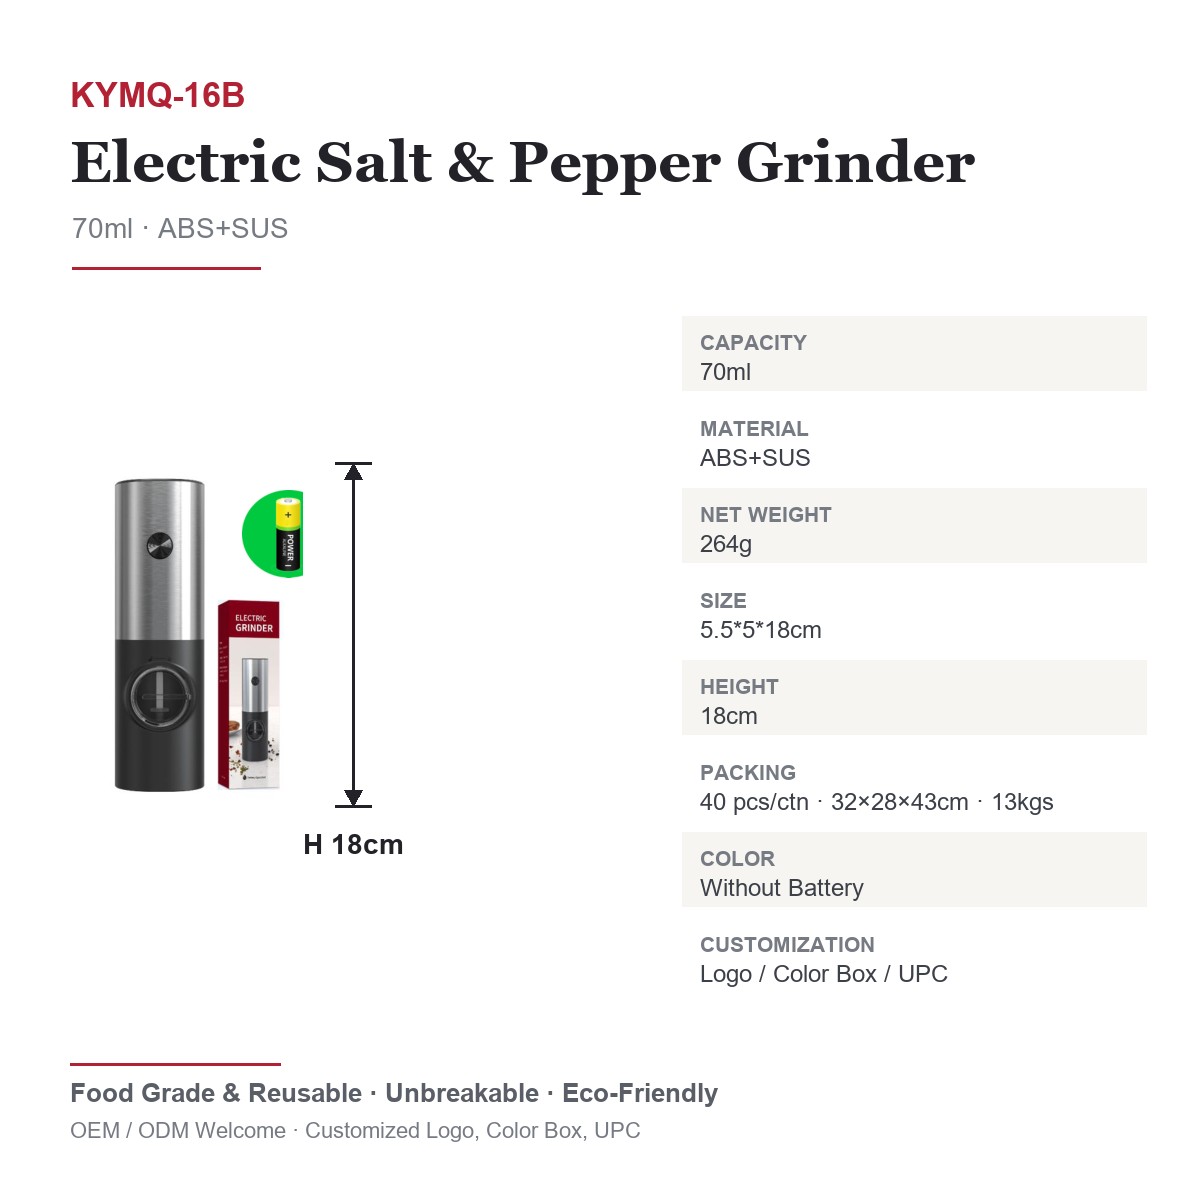 KYMQ-16B
Electric Salt & Pepper Grinder
70ml · ABS+SUS
CAPACITY
70ml
MATERIAL
ABS+SUS
NET WEIGHT
264g
SIZE
5.5*5*18cm
HEIGHT
18cm
PACKING
40 pcs/ctn · 32×28×43cm · 13kgs
COLOR
Without Battery
CUSTOMIZATION
Logo / Color Box / UPC
+
POWER
ELECTRIC
GRINDER
H 18cm
Food Grade & Reusable · Unbreakable · Eco-Friendly
OEM / ODM Welcome · Customized Logo, Color Box, UPC